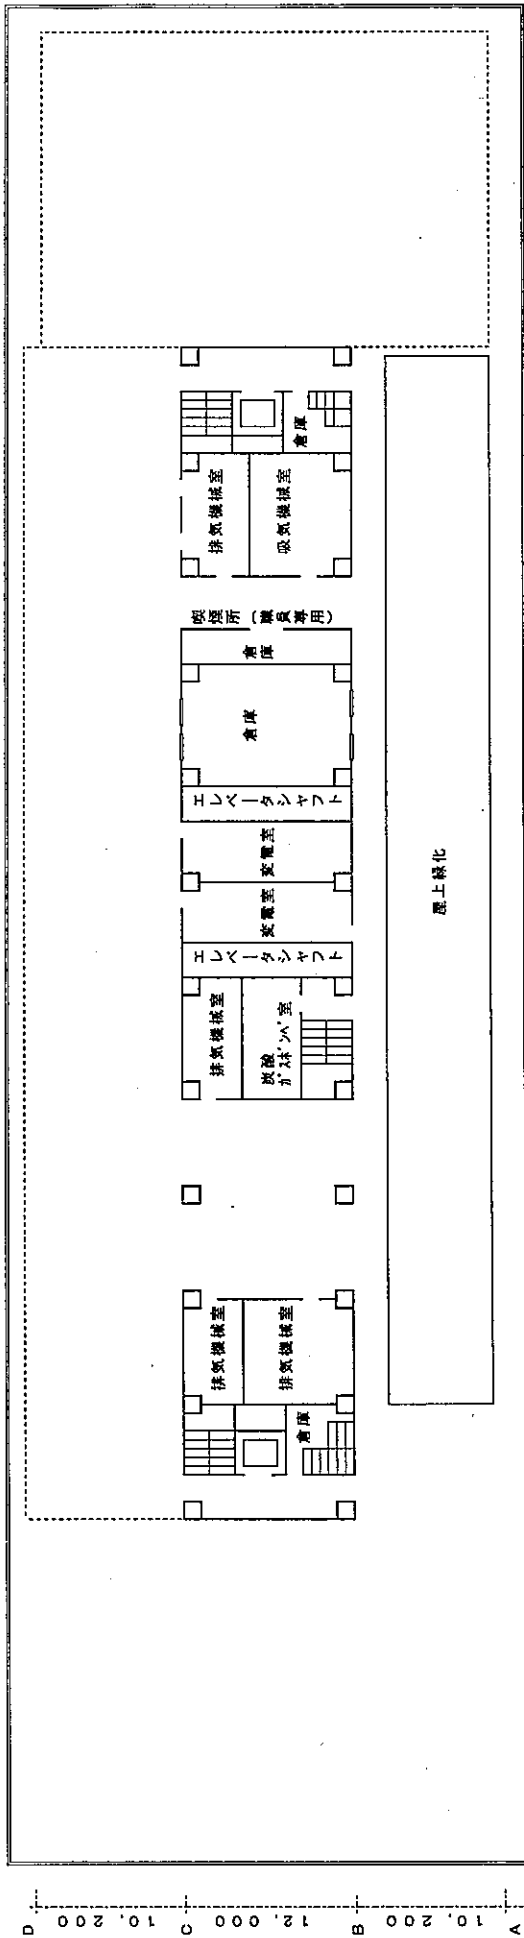 D
10,200
C
12,000
B
10,200
A
排気機械室
排気機械室
倉庫
排気機械室
炭酸
ｶﾞｽﾎﾞﾝﾍﾞ室
エレベータシャフト
変電室
変電室
エレベータシャフト
倉庫
倉庫
喫煙所(職員専用)
排気機械室
吸気機械室
倉庫
屋上緑化